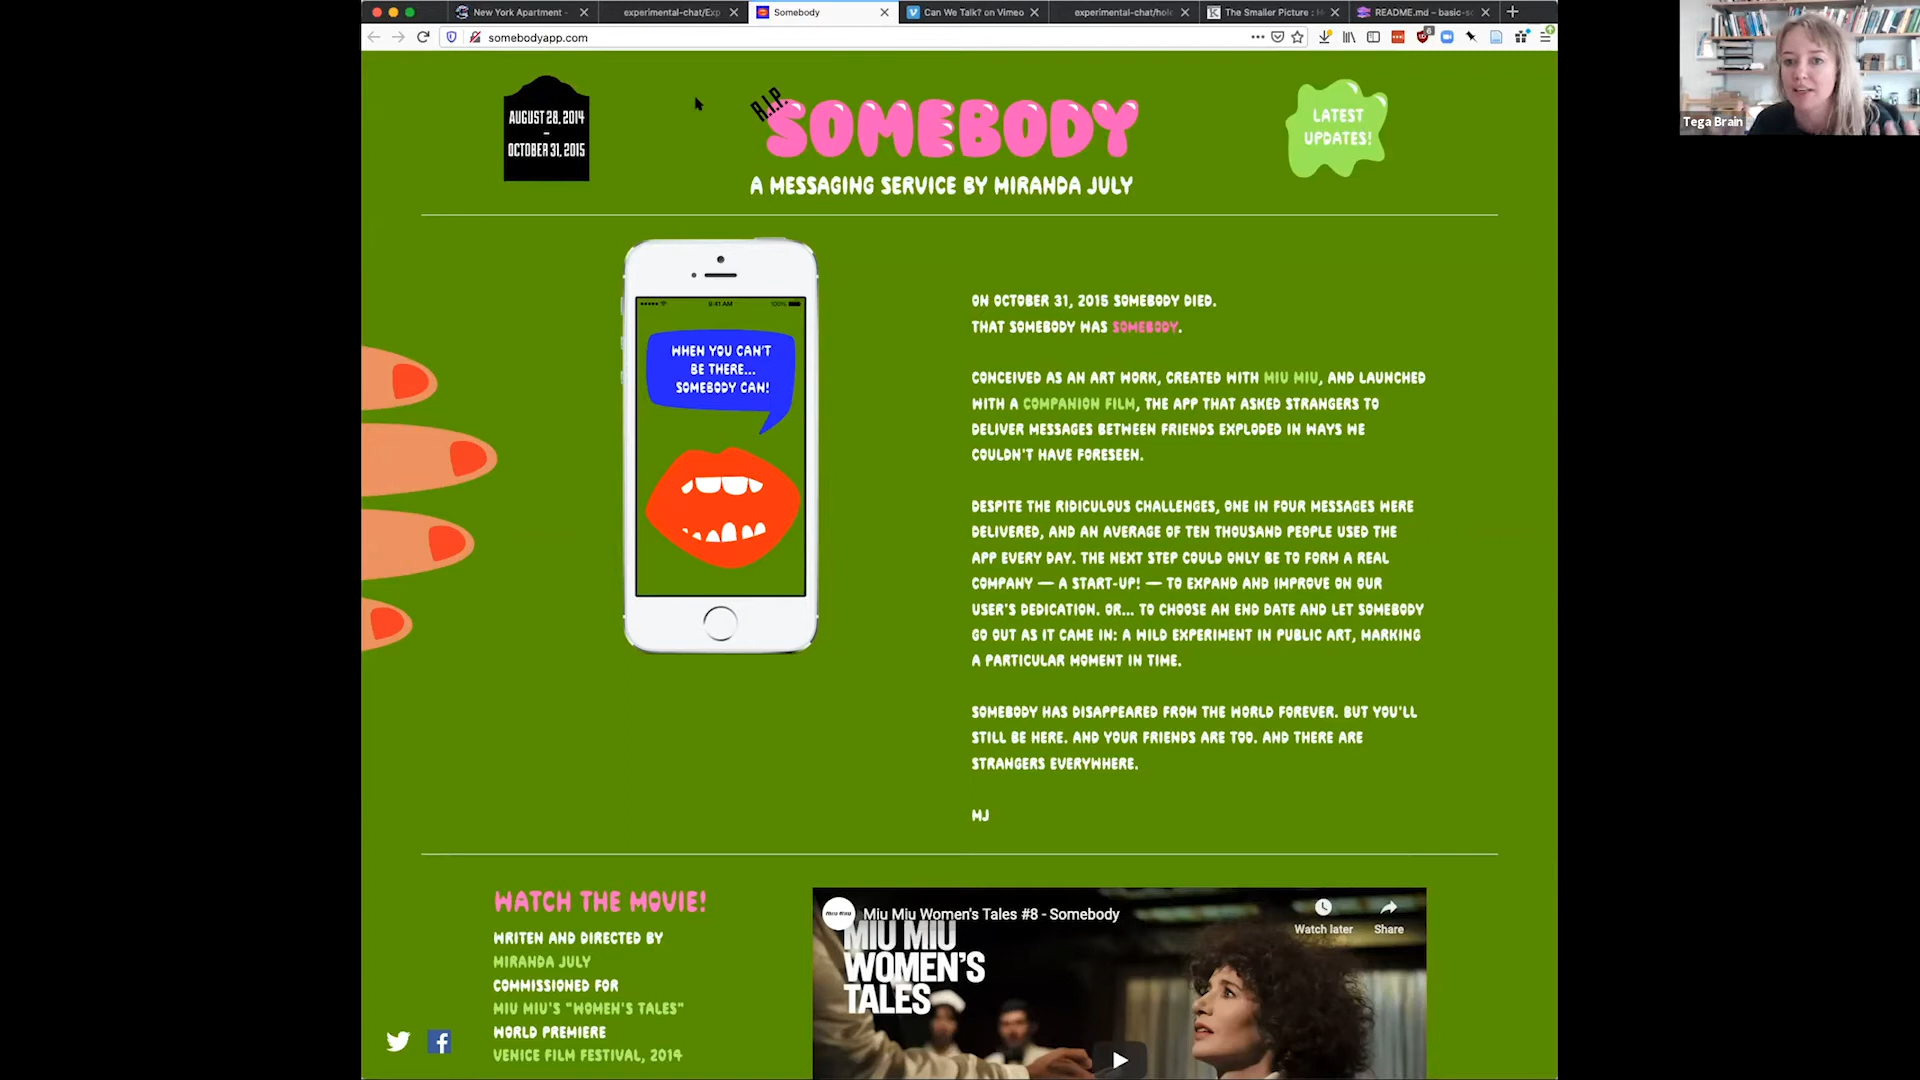 New York Apartment -
experimental-chat/Exp
Somebody
Can We Talk? on Vimeo
experimental-chat/hol
The Smaller Picture :
README.md – basic-s
somebodyapp.com
Tega Brain
AUGUST 28, 2014
–
OCTOBER 31, 2015
R.I.P.
SOMEBODY
A MESSAGING SERVICE BY MIRANDA JULY
LATEST
UPDATES!
9:41 AM
100%
WHEN YOU CAN'T
BE THERE...
SOMEBODY CAN!
ON OCTOBER 31, 2015 SOMEBODY DIED.
THAT SOMEBODY WAS SOMEBODY.
CONCEIVED AS AN ART WORK, CREATED WITH MIU MIU, AND LAUNCHED
WITH A COMPANION FILM, THE APP THAT ASKED STRANGERS TO
DELIVER MESSAGES BETWEEN FRIENDS EXPLODED IN WAYS WE
COULDN'T HAVE FORESEEN.
DESPITE THE RIDICULOUS CHALLENGES, ONE IN FOUR MESSAGES WERE
DELIVERED, AND AN AVERAGE OF TEN THOUSAND PEOPLE USED THE
APP EVERY DAY. THE NEXT STEP COULD ONLY BE TO FORM A REAL
COMPANY — A START-UP! — TO EXPAND AND IMPROVE ON OUR
USER'S DEDICATION. OR... TO CHOOSE AN END DATE AND LET SOMEBODY
GO OUT AS IT CAME IN: A WILD EXPERIMENT IN PUBLIC ART, MARKING
A PARTICULAR MOMENT IN TIME.
SOMEBODY HAS DISAPPEARED FROM THE WORLD FOREVER. BUT YOU'LL
STILL BE HERE. AND YOUR FRIENDS ARE TOO. AND THERE ARE
STRANGERS EVERYWHERE.
MJ
WATCH THE MOVIE!
WRITEN AND DIRECTED BY
MIRANDA JULY
COMMISSIONED FOR
MIU MIU'S "WOMEN'S TALES"
WORLD PREMIERE
VENICE FILM FESTIVAL, 2014
Miu Miu Women's Tales #8 - Somebody
Watch later
Share
MIU MIU
WOMEN'S
TALES